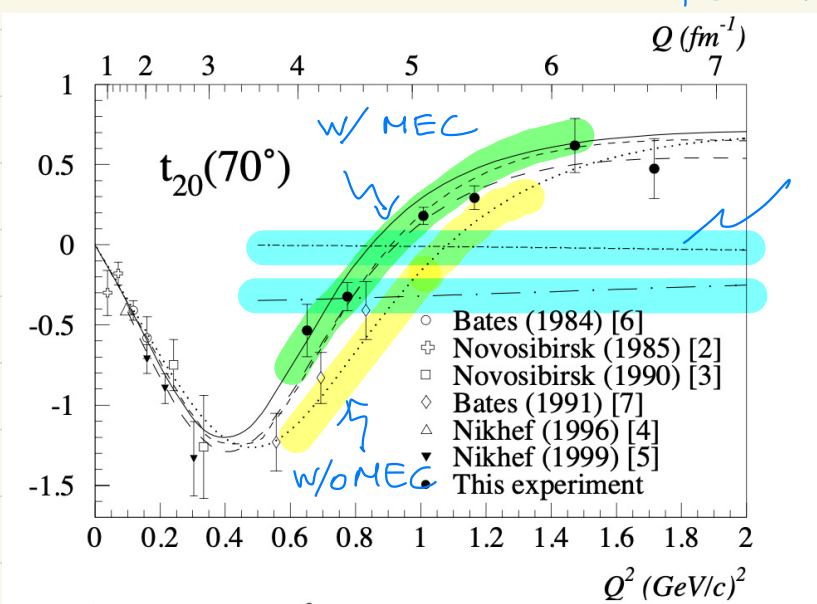 Q (fm⁻¹)
1 2 3 4 5 6 7
1
w/ MEC
0.5
t₂₀(70°)
0
-0.5
Bates (1984) [6]
Novosibirsk (1985) [2]
Novosibirsk (1990) [3]
-1
Bates (1991) [7]
Nikhef (1996) [4]
Nikhef (1999) [5]
w/o MEC
-1.5
This experiment
0 0.2 0.4 0.6 0.8 1 1.2 1.4 1.6 1.8 2
Q² (GeV/c)²